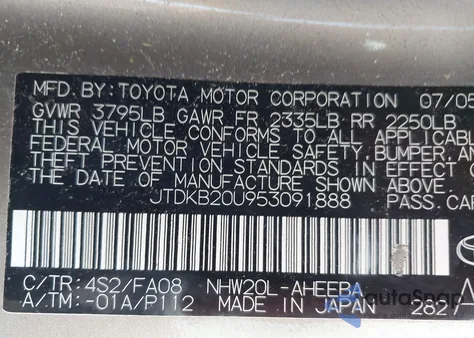 MFD. BY: TOYOTA MOTOR CORPORATION 07/05
GVWR 3795LB GAWR FR 2335LB RR 2250LB
THIS VEHICLE CONFORMS TO ALL APPLICABLE
FEDERAL MOTOR VEHICLE SAFETY, BUMPER, AN
THEFT PREVENTION STANDARDS IN EFFECT ON
DATE OF MANUFACTURE SHOWN ABOVE.
JTDKB20U953091888 PASS. CAR
C/TR: 4S2/FA08 NHW20L-AHEEBA
A/TM: -01A/P112 MADE IN JAPAN 2827
AutoSnap